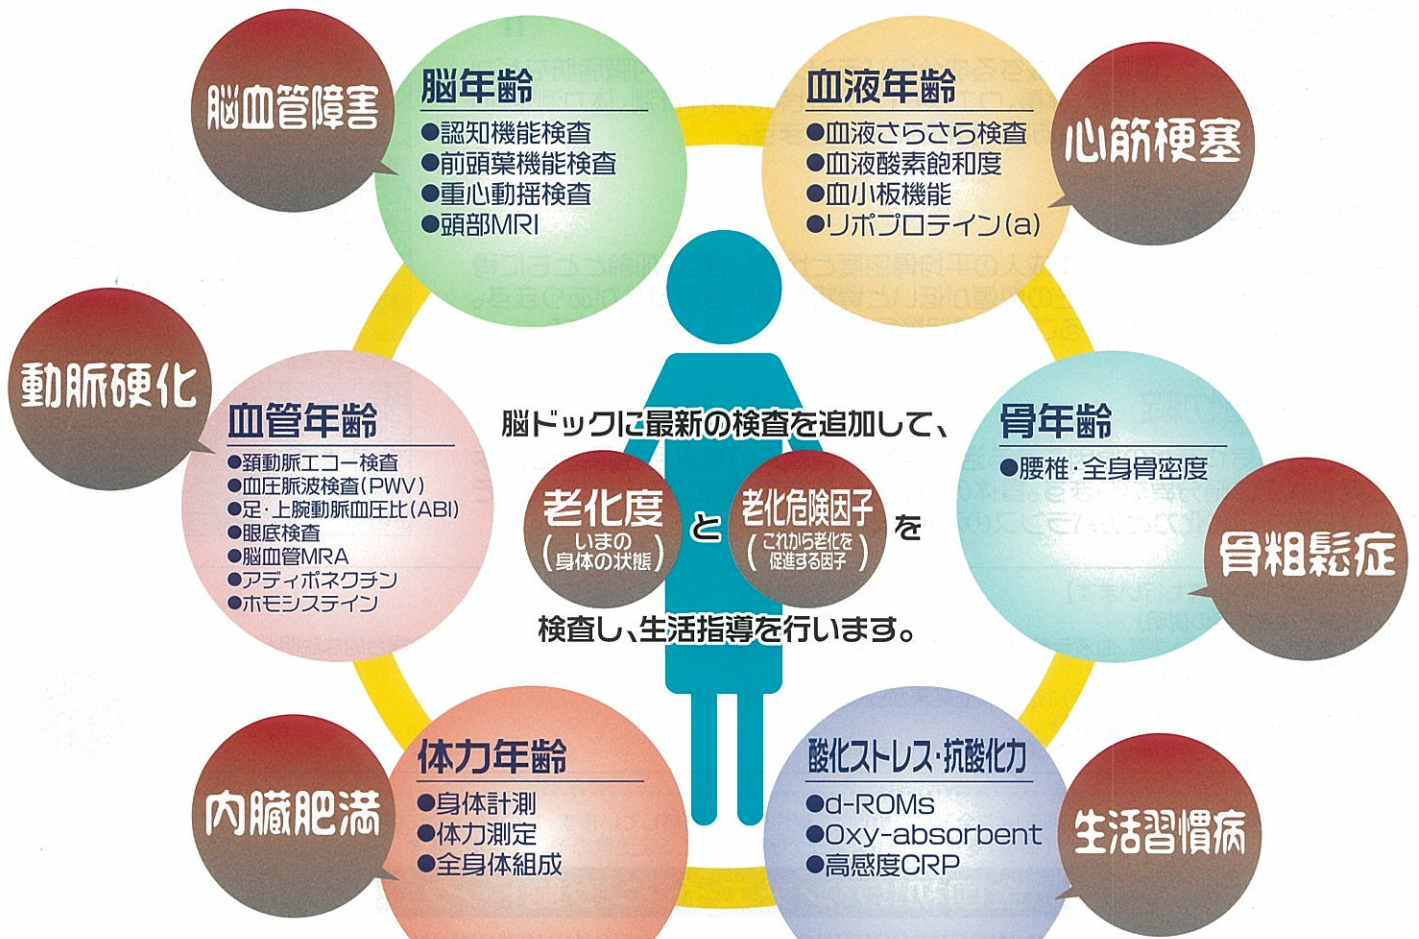 脳血管障害
脳年齢
●認知機能検査
●前頭葉機能検査
●重心動揺検査
●頭部MRI
血液年齢
●血液さらさら検査
●血液酸素飽和度
●血小板機能
●リポプロテイン(a)
心筋梗塞
動脈硬化
血管年齢
●頚動脈エコー検査
●血圧脈波検査(PWV)
●足・上腕動脈血圧比(ABI)
●眼底検査
●脳血管MRA
●アディポネクチン
●ホモシステイン
脳ドックに最新の検査を追加して、
老化度
(いまの
身体の状態)
と
老化危険因子
(これから老化を
促進する因子)
を
検査し、生活指導を行います。
骨年齢
●腰椎・全身骨密度
骨粗鬆症
内臓肥満
体力年齢
●身体計測
●体力測定
●全身体組成
酸化ストレス・抗酸化力
●d-ROMs
●Oxy-absorbent
●高感度CRP
生活習慣病